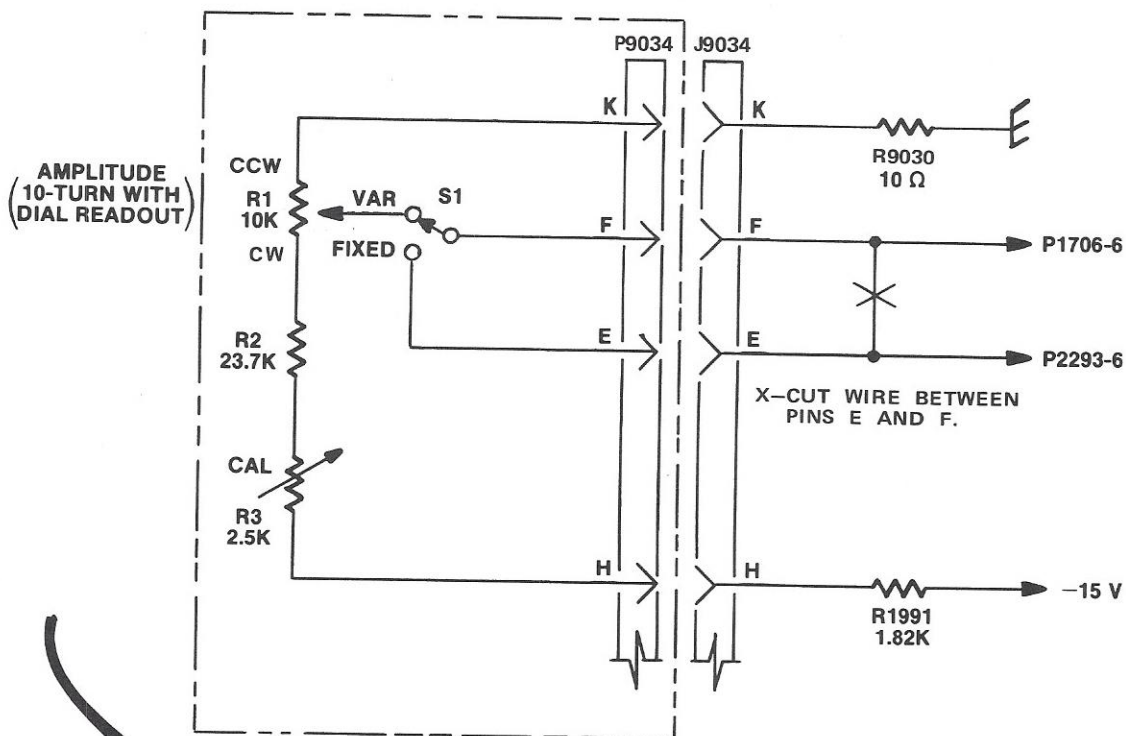 P9034 J9034
K K
R9030
10 Ω
AMPLITUDE
(10-TURN WITH
DIAL READOUT)
CCW
R1
10K
CW
VAR S1
FIXED
F F
P1706-6
R2
23.7K
E E
P2293-6
X–CUT WIRE BETWEEN
PINS E AND F.
CAL
R3
2.5K
H H
–15 V
R1991
1.82K